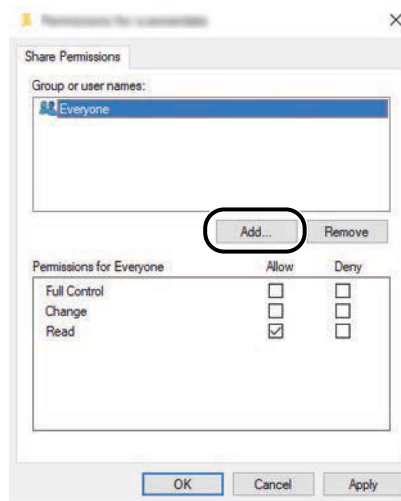 Share Permissions
Group or user names:
Everyone
Add... Remove
Permissions for Everyone Allow Deny
Full Control
Change
Read
OK Cancel Apply